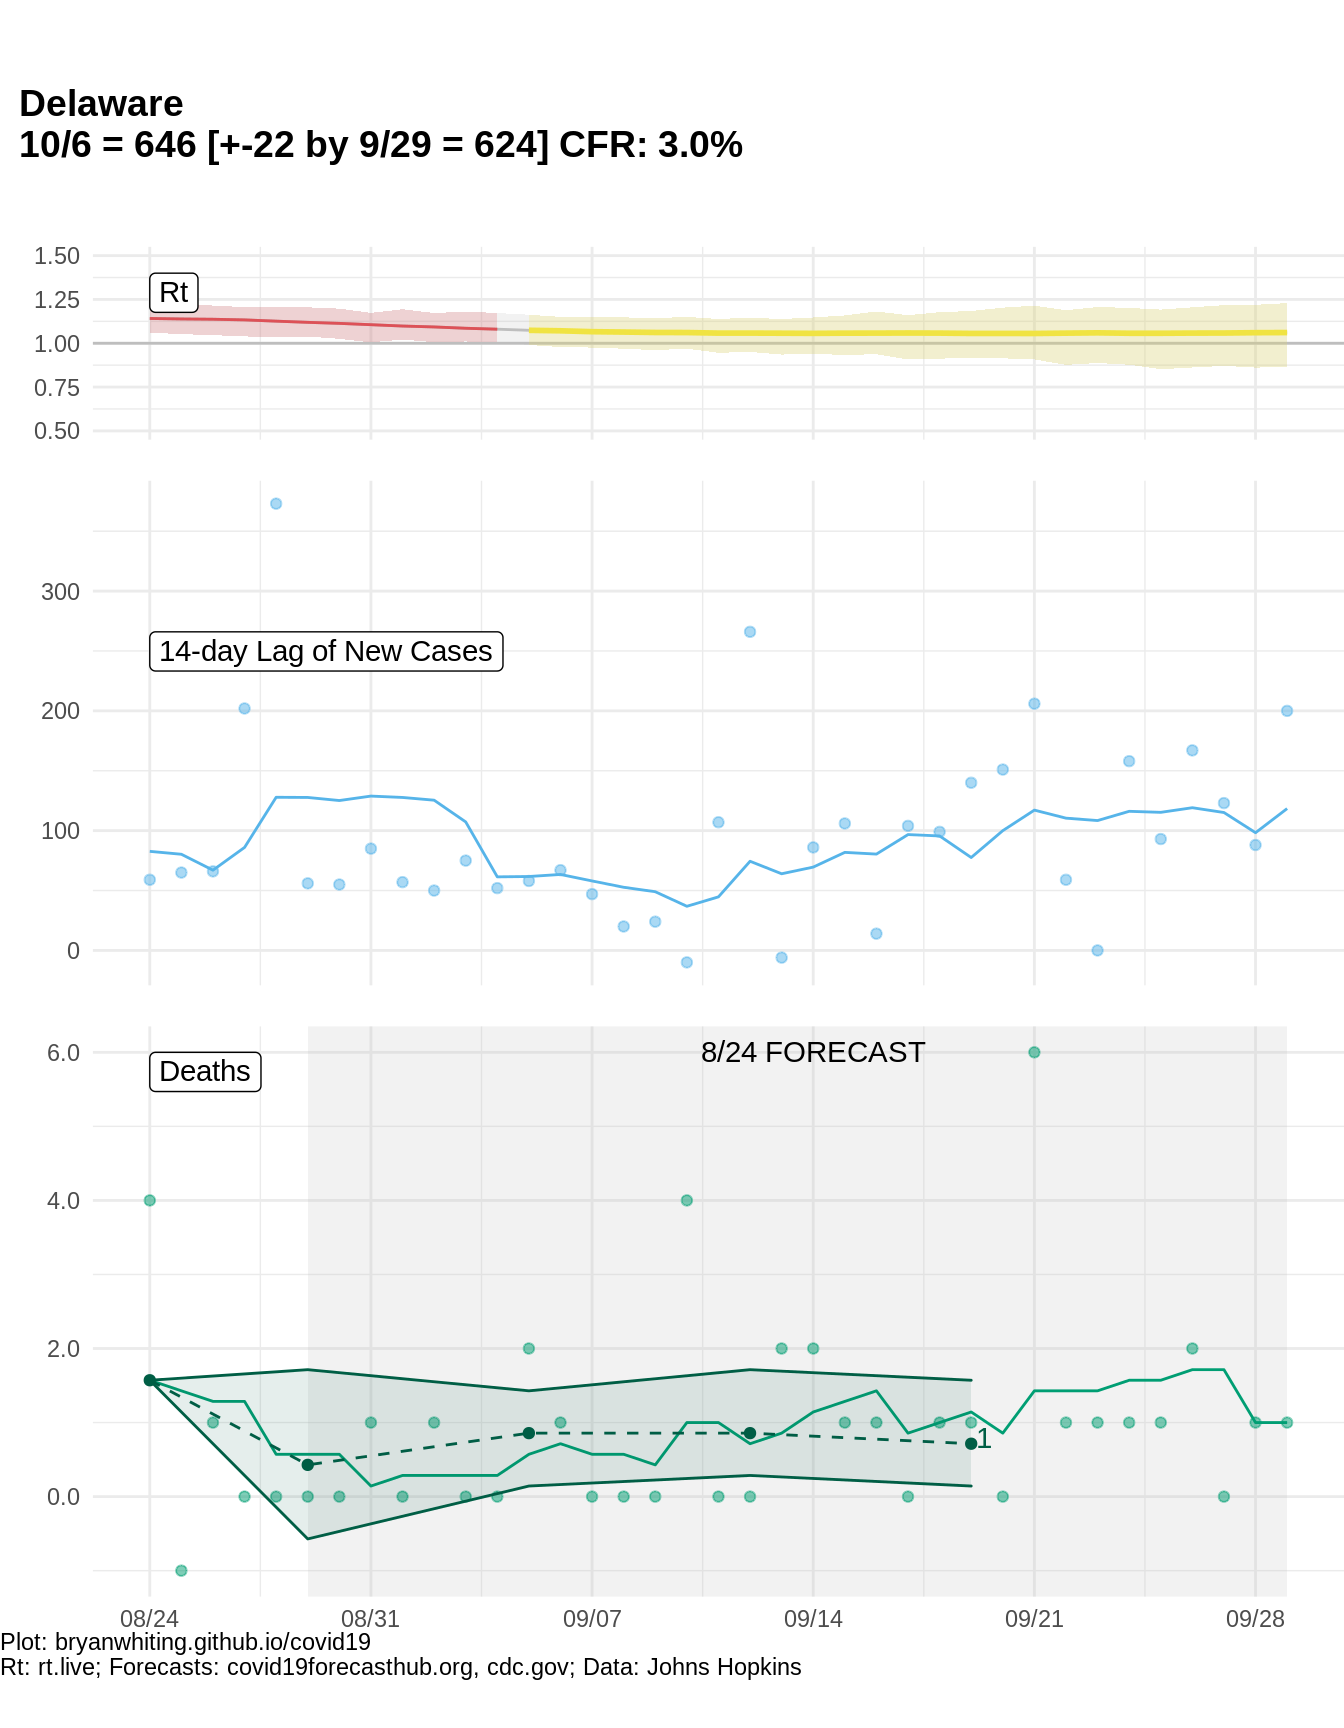 Delaware
10/6 = 646 [+-22 by 9/29 = 624] CFR: 3.0%
1.50
Rt
1.25
1.00
0.75
0.50
300
14-day Lag of New Cases
200
100
0
6.0
8/24 FORECAST
Deaths
4.0
2.0
1
0.0
08/24 08/31 09/07 09/14 09/21 09/28
Plot: bryanwhiting.github.io/covid19
Rt: rt.live; Forecasts: covid19forecasthub.org, cdc.gov; Data: Johns Hopkins